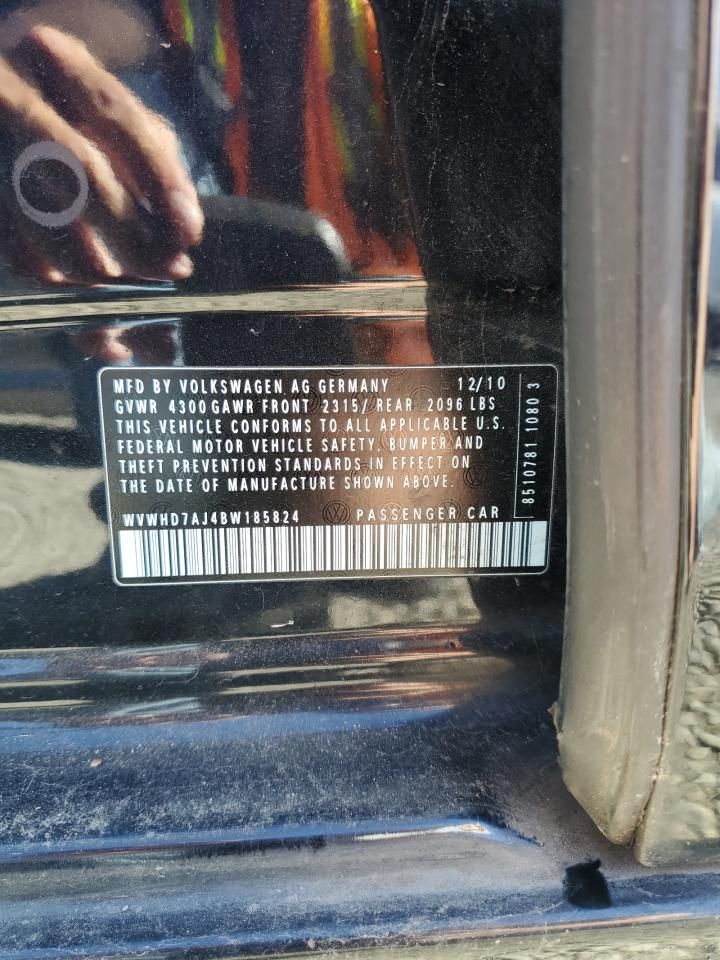 MFD BY VOLKSWAGEN AG GERMANY 12/10
GVWR 4300 GAWR FRONT 2315/ REAR 2096 LBS
THIS VEHICLE CONFORMS TO ALL APPLICABLE U.S.
FEDERAL MOTOR VEHICLE SAFETY, BUMPER AND
THEFT PREVENTION STANDARDS IN EFFECT ON
THE DATE OF MANUFACTURE SHOWN ABOVE.
WVWHD7AJ4BW185824 PASSENGER CAR
8510781 1080 3